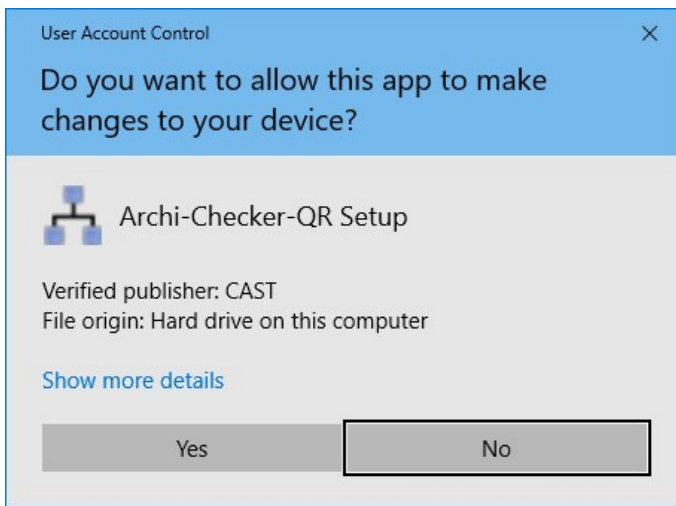 User Account Control
Do you want to allow this app to make
changes to your device?
Archi-Checker-QR Setup
Verified publisher: CAST
File origin: Hard drive on this computer
Show more details
Yes
No